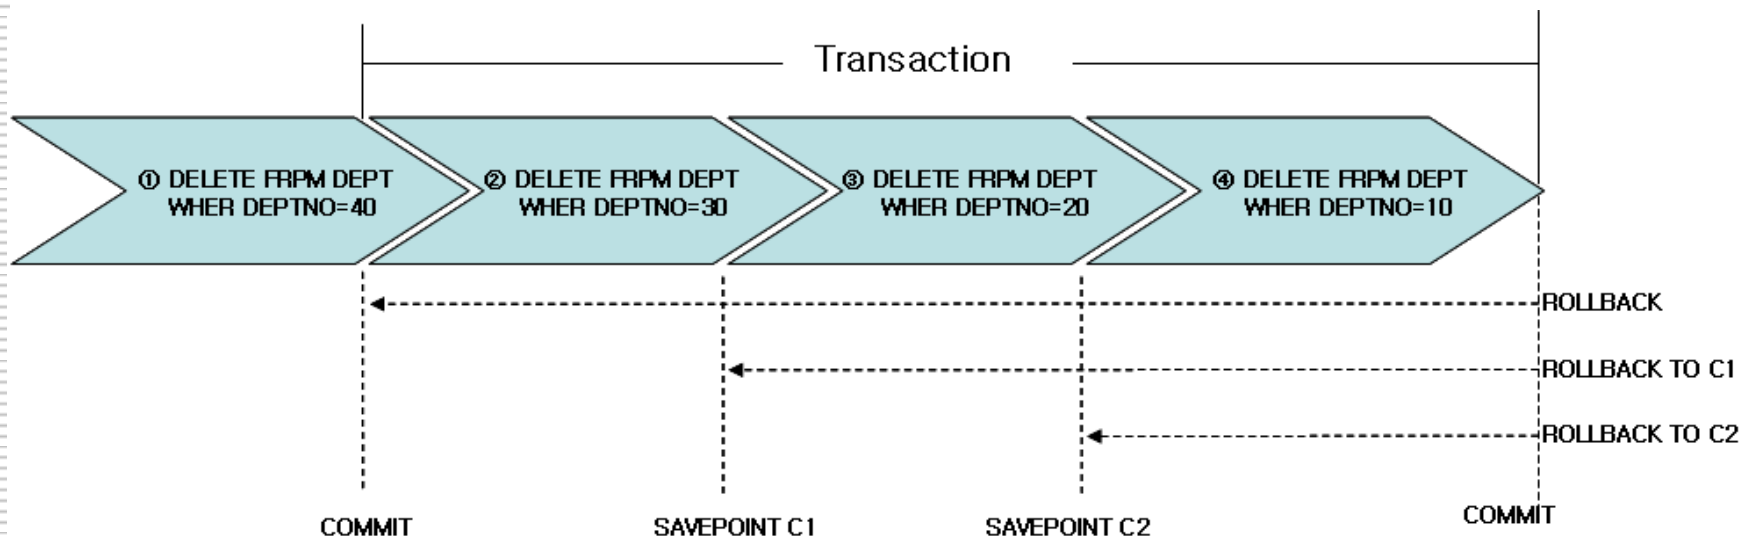 Transaction
① DELETE FRPM DEPT
WHER DEPTNO=40
② DELETE FRPM DEPT
WHER DEPTNO=30
③ DELETE FRPM DEPT
WHER DEPTNO=20
④ DELETE FRPM DEPT
WHER DEPTNO=10
ROLLBACK
ROLLBACK TO C1
ROLLBACK TO C2
COMMIT
SAVEPOINT C1
SAVEPOINT C2
COMMIT